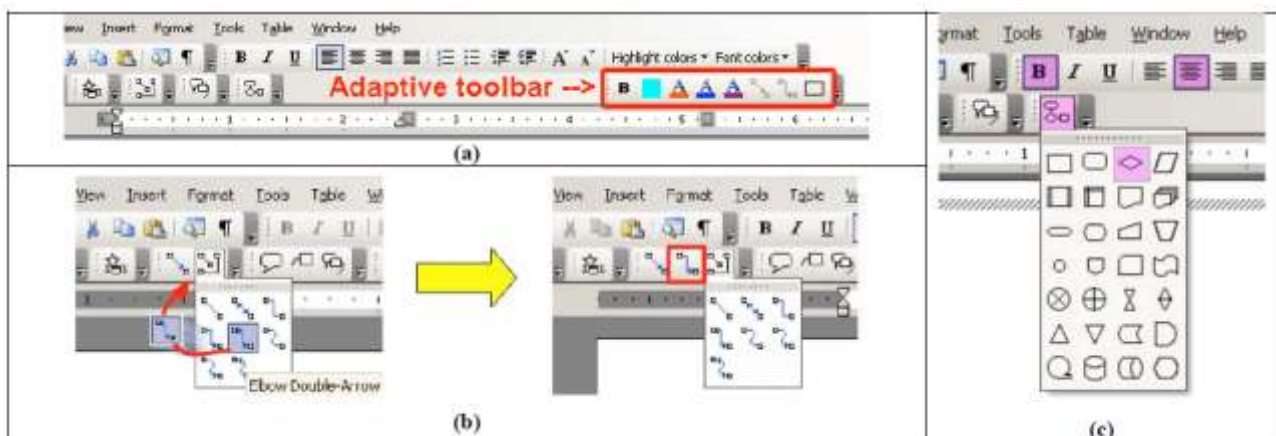 ew Insert Format Tools Table Window Help
B I U Highlight colors Font colors
Adaptive toolbar --> B
(a)
View Insert Format Tools Table W
B I U
Elbow Double-Arrow
View Insert Format Tools Table W
B I U
(b)
rmat Tools Table Window Help
B I U
(c)